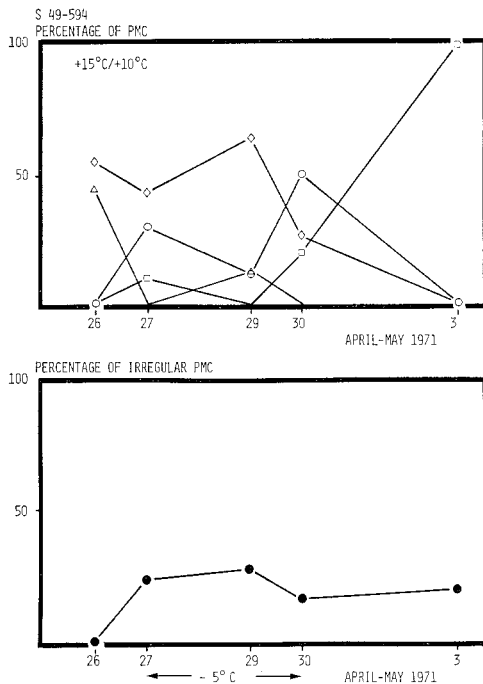 S 49-594
PERCENTAGE OF PMC
100
+15°C/+10°C
50
26 27 29 30 3
APRIL-MAY 1971
PERCENTAGE OF IRREGULAR PMC
100
50
26 27 29 30 3
- 5°C APRIL-MAY 1971